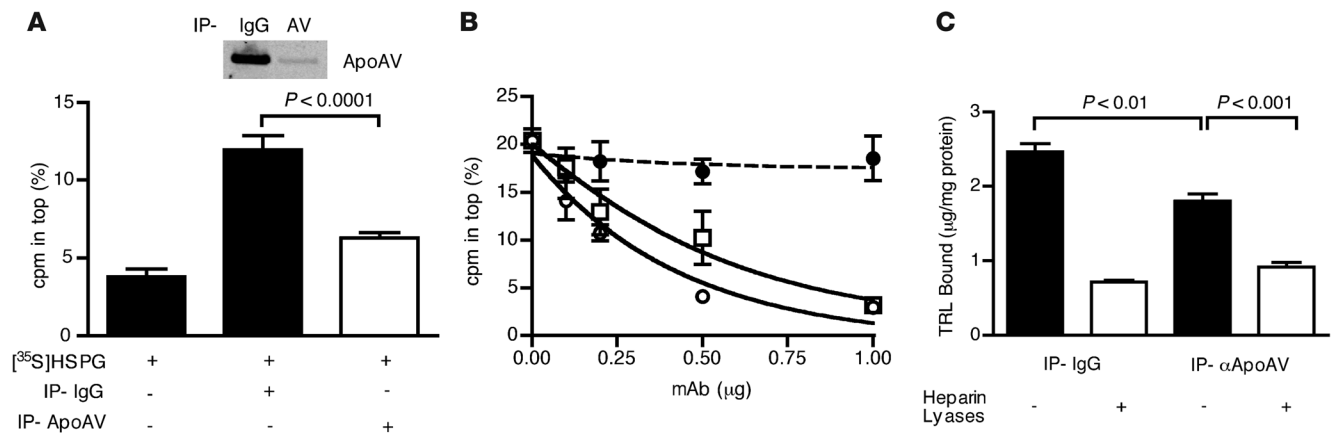 A
IP- IgG AV
ApoAV
P < 0.0001
15
10
5
0
cpm in top (%)
[³⁵S]HSPG + + +
IP- IgG - + -
IP- ApoAV - - +
B
25
20
15
10
5
0
cpm in top (%)
0.00 0.25 0.50 0.75 1.00
mAb (μg)
C
P < 0.01 P < 0.001
3
2
1
0
TRL Bound (μg/mg protein)
IP- IgG IP- αApoAV
Heparin
Lyases - + - +